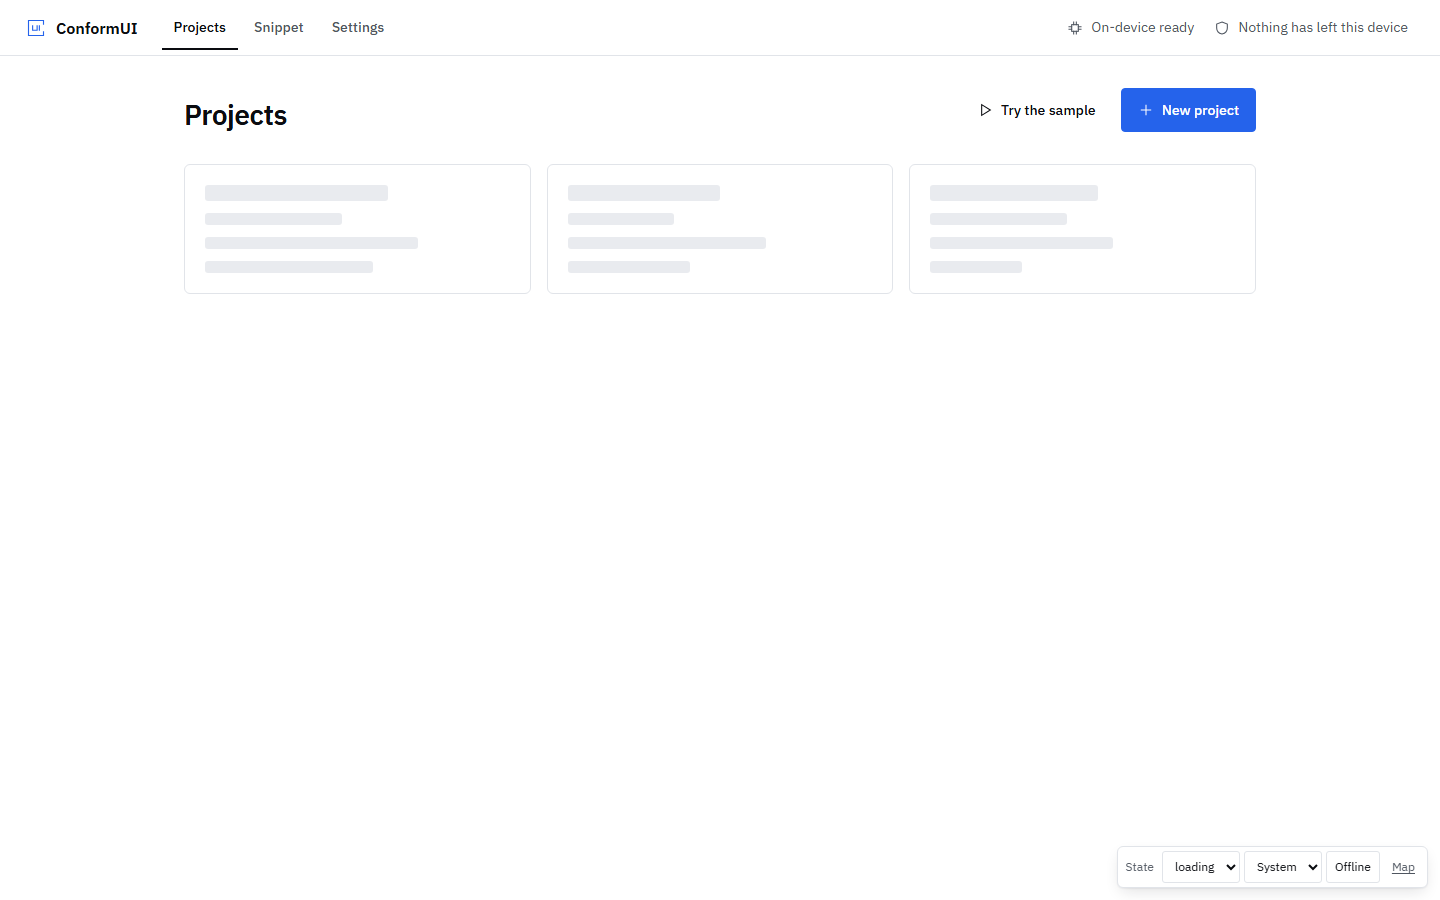 UI ConformUI Projects Snippet Settings On-device ready Nothing has left this device
Projects Try the sample New project
State loading System Offline Map